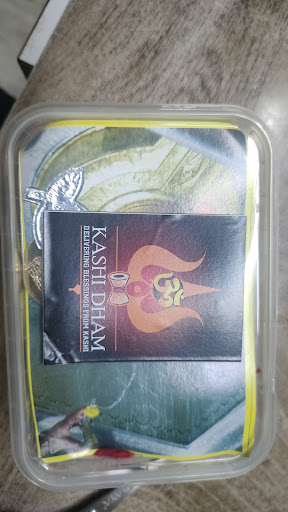 KASHI DHAM
DELIVERING BLESSINGS FROM KASHI
ॐ